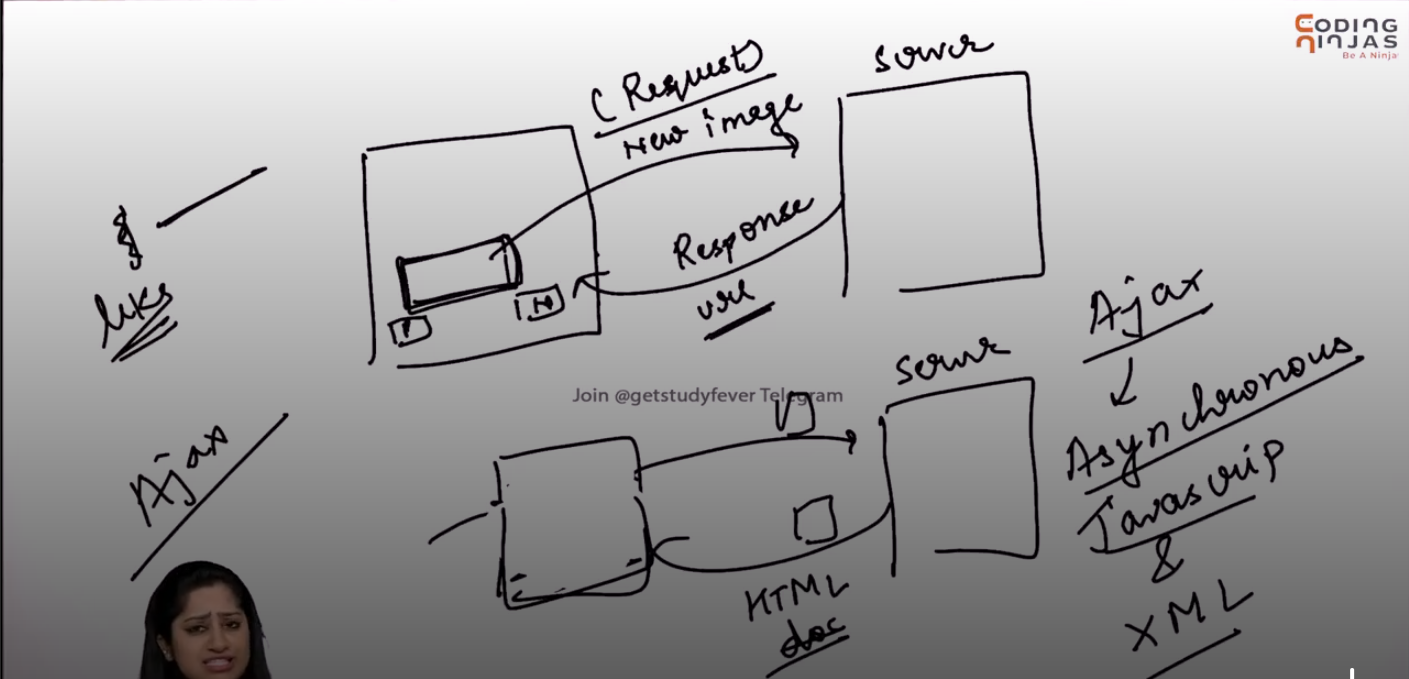 CODING
NINJAS
Be A Ninja
Server
(Request)
New image
Response
url
likes
P
N
Ajax
Asynchronous
Javascrip
&
XML
Server
Join @getstudyfever Telegram
Ajax
HTML
doc